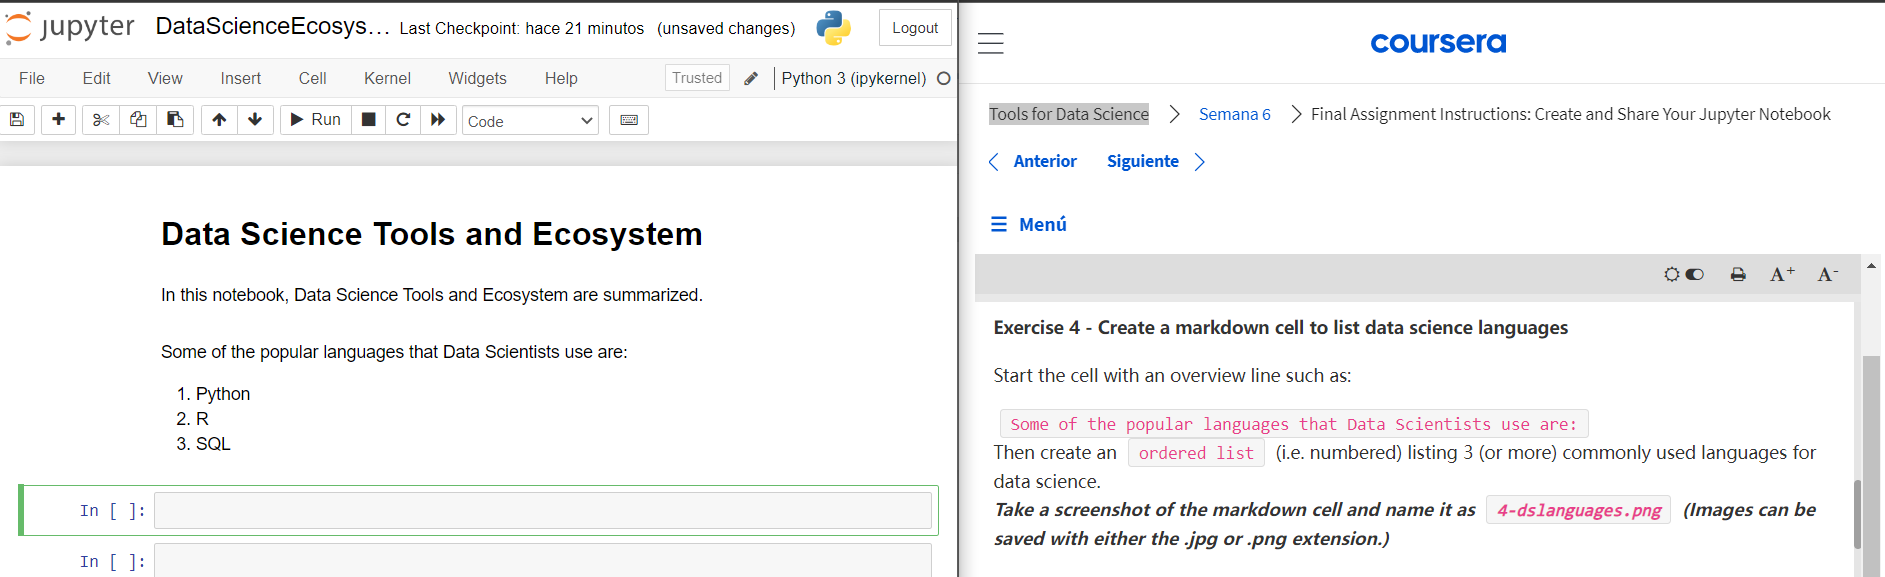 jupyter DataScienceEcosys... Last Checkpoint: hace 21 minutos (unsaved changes) Logout
File Edit View Insert Cell Kernel Widgets Help Trusted Python 3 (ipykernel)
Run Code
Data Science Tools and Ecosystem
In this notebook, Data Science Tools and Ecosystem are summarized.
Some of the popular languages that Data Scientists use are:
1. Python
2. R
3. SQL
In [ ]:
In [ ]:
coursera
Tools for Data Science > Semana 6 > Final Assignment Instructions: Create and Share Your Jupyter Notebook
< Anterior Siguiente >
Menú
A+ A-
Exercise 4 - Create a markdown cell to list data science languages
Start the cell with an overview line such as:
Some of the popular languages that Data Scientists use are:
Then create an ordered list (i.e. numbered) listing 3 (or more) commonly used languages for
data science.
Take a screenshot of the markdown cell and name it as 4-dslanguages.png (Images can be
saved with either the .jpg or .png extension.)